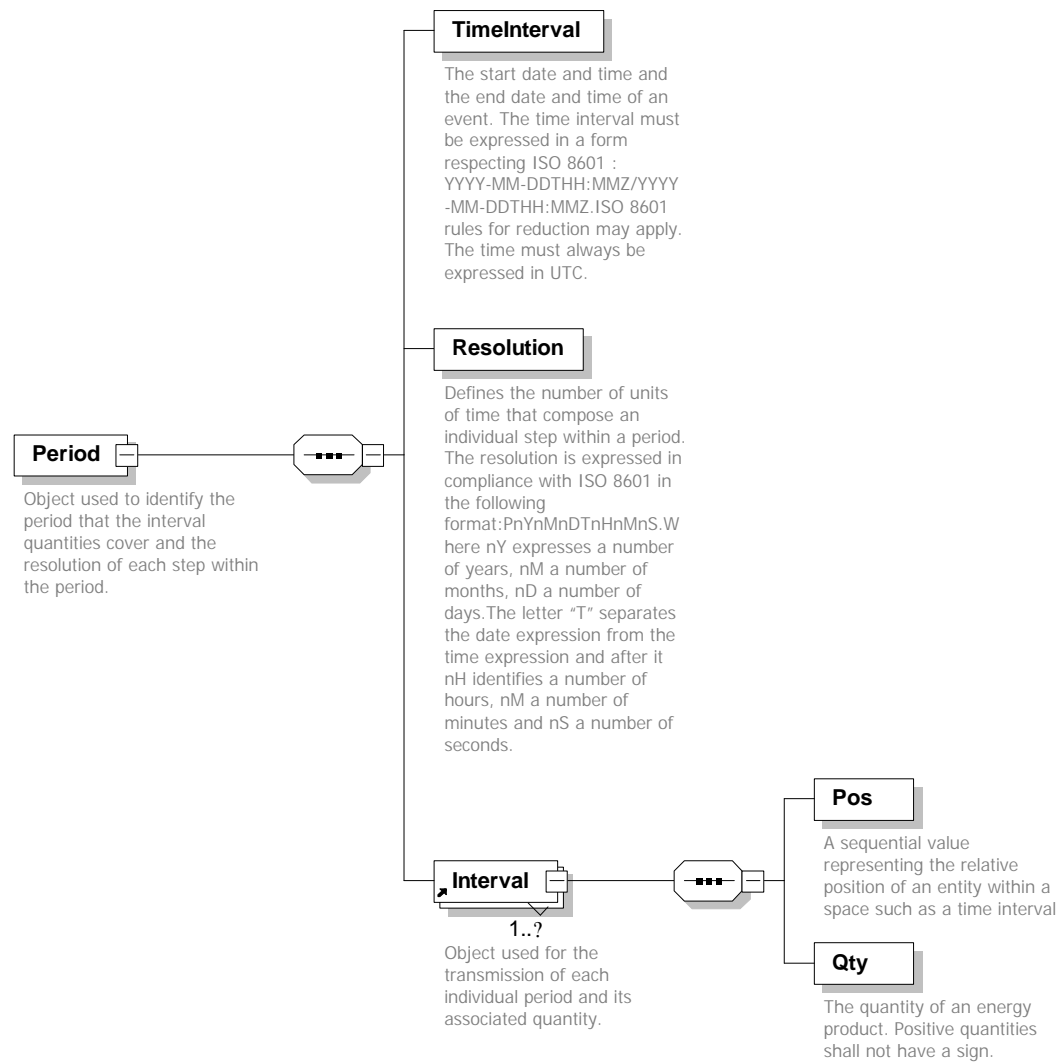 TimeInterval
The start date and time and
the end date and time of an
event. The time interval must
be expressed in a form
respecting ISO 8601 :
YYYY-MM-DDTHH:MMZ/YYYY
-MM-DDTHH:MMZ.ISO 8601
rules for reduction may apply.
The time must always be
expressed in UTC.
Resolution
Defines the number of units
of time that compose an
individual step within a period.
The resolution is expressed in
compliance with ISO 8601 in
the following
format:PnYnMnDTnHnMnS.W
here nY expresses a number
of years, nM a number of
months, nD a number of
days.The letter “T” separates
the date expression from the
time expression and after it
nH identifies a number of
hours, nM a number of
minutes and nS a number of
seconds.
Period
Object used to identify the
period that the interval
quantities cover and the
resolution of each step within
the period.
Interval
1..?
Object used for the
transmission of each
individual period and its
associated quantity.
Pos
A sequential value
representing the relative
position of an entity within a
space such as a time interval
Qty
The quantity of an energy
product. Positive quantities
shall not have a sign.